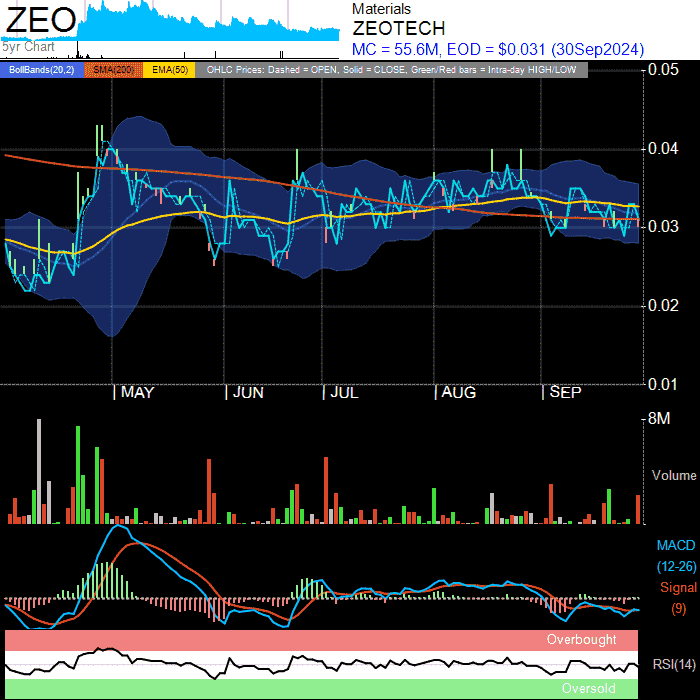 ZEO
5yr Chart
Materials
ZEOTECH
MC = 55.6M, EOD = $0.031 (30Sep2024)
BollBands(20,2) SMA(200) EMA(50) OHLC Prices: Dashed = OPEN, Solid = CLOSE, Green/Red bars = Intra-day HIGH/LOW
0.05
0.04
0.03
0.02
0.01
MAY JUN JUL AUG SEP
8M
Volume
MACD
(12-26)
Signal
(9)
Overbought
RSI(14)
Oversold